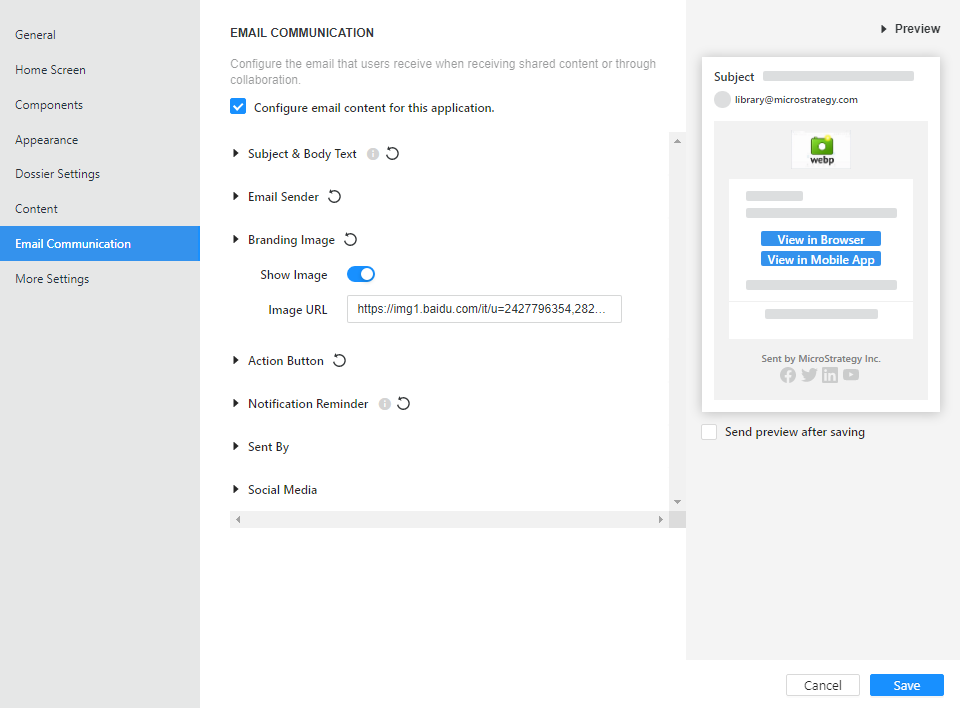 General
Home Screen
Components
Appearance
Dossier Settings
Content
Email Communication
More Settings
EMAIL COMMUNICATION
Configure the email that users receive when receiving shared content or through
collaboration.
Configure email content for this application.
Subject & Body Text
Email Sender
Branding Image
Show Image
Image URL
https://img1.baidu.com/it/u=2427796354,282...
Action Button
Notification Reminder
Sent By
Social Media
Preview
Subject
library@microstrategy.com
webp
View in Browser
View in Mobile App
Sent by MicroStrategy Inc.
Send preview after saving
Cancel
Save